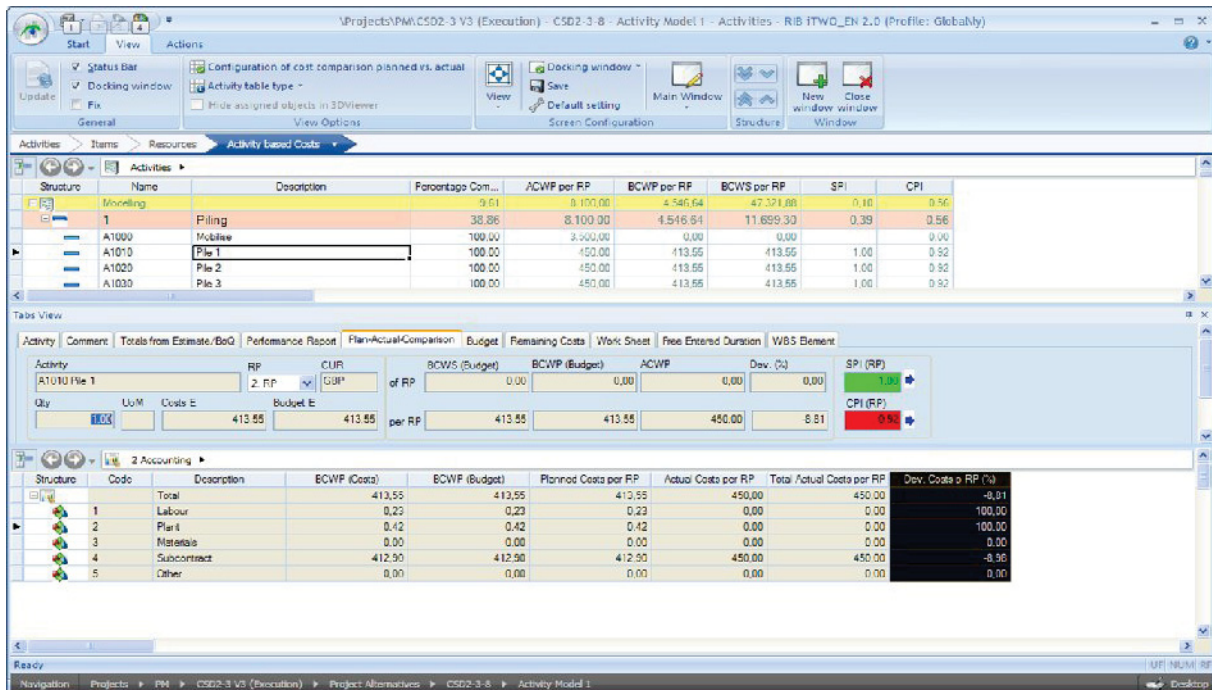 1 4
\Projects\PM\CSD2-3 V3 (Execution) - CSD2-3-8 - Activity Model 1 - Activities - RIB iTWO_EN 2.0 (Profile: Globally)
Start View Actions
Update
Status Bar
Docking window
Fix
General
Configuration of cost comparison planned vs. actual
Activity table type
Hide assigned objects in 3DViewer
View Options
View
Docking window
Save
Default setting
Screen Configuration
Main Window
Structure
New window
Close window
Window
Activities Items Resources Activity based Costs
Activities
Structure Name Description Percentage Com... ACWP per RP BCWP per RP BCWS per RP SPI CPI
Modelling 9.61 8.100,00 4.546,64 47.321,88 0,10 0.56
1 Piling 38.86 8.100.00 4.546.64 11.699.30 0.39 0.56
A1000 Mobilise 100.00 3.500,00 0,00 0,00 0.00
A1010 Pile 1 100.00 450.00 413.55 413.55 1.00 0.92
A1020 Pile 2 100.00 450.00 413.55 413.55 1.00 0.92
A1030 Pile 3 100.00 450,00 413,55 413,55 1.00 0.92
Tabs View
Activity Comment Totals from Estimate/BoQ Performance Report Plan-Actual-Comparison Budget Remaining Costs Work Sheet Free Entered Duration WBS Element
Activity RP CUR BCWS (Budget) BCWP (Budget) ACWP Dev. (%) SPI (RP)
A1010 Pile 1 2. RP GBP of RP 0.00 0,00 0,00 0,00 1.00
Qty UoM Costs E Budget E CPI (RP)
1.00 413.55 413.55 per RP 413.55 413.55 450.00 -8.81 0.92
2 Accounting
Structure Code Description BCWP (Costs) BCWP (Budget) Planned Costs per RP Actual Costs per RP Total Actual Costs per RP Dev. Costs p RP (%)
Total 413,55 413,55 413,55 450,00 450.00 -8,81
1 Labour 0,23 0,23 0.23 0.00 0.00 100,00
2 Plant 0.42 0.42 0.42 0.00 0.00 100.00
3 Materials 0.00 0.00 0.00 0.00 0.00 0.00
4 Subcontract 412.90 412.90 412.90 450.00 450.00 -8,98
5 Other 0,00 0,00 0,00 0,00 0.00 0,00
Ready NUM
Navigation Projects PM CSD2-3 V3 (Execution) Project Alternatives CSD2-3-8 Activity Model 1 Desktop